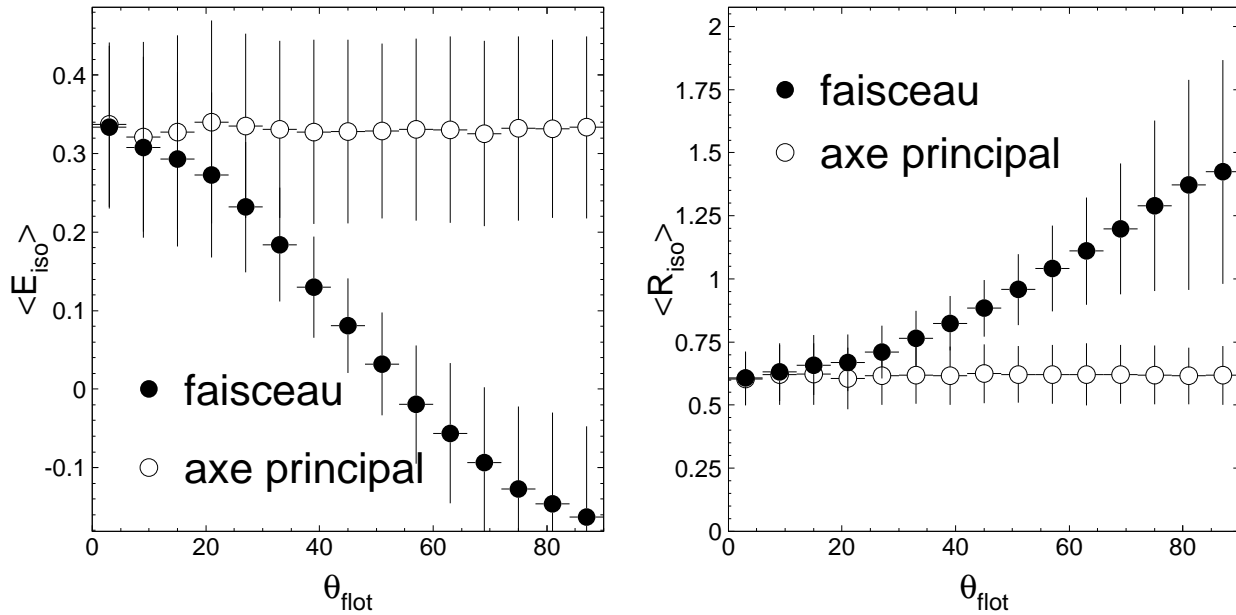 <E_iso>
0.4
0.3
0.2
0.1
0
-0.1
faisceau
axe principal
0 20 40 60 80
θ_flot
<R_iso>
2
1.75
1.5
1.25
1
0.75
0.5
0.25
0
faisceau
axe principal
0 20 40 60 80
θ_flot